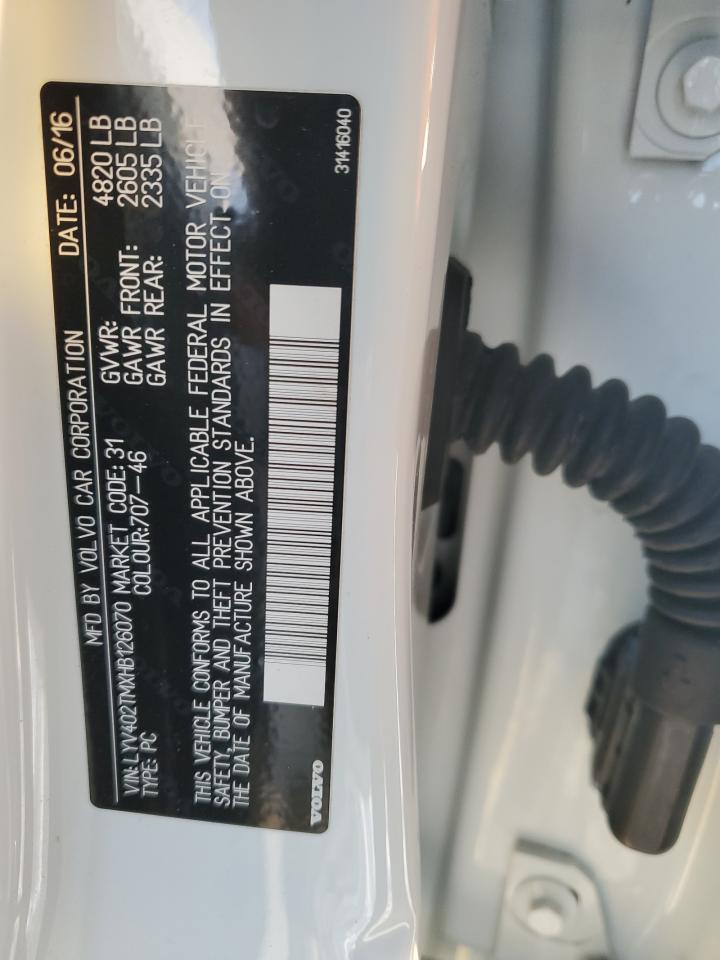 MFD BY VOLVO CAR CORPORATION DATE: 06/16
VIN: LYV402TMXHB126070 MARKET CODE: 31 GVWR: 4820 LB
TYPE: PC COLOUR:707-46 GAWR FRONT: 2605 LB
GAWR REAR: 2335 LB
THIS VEHICLE CONFORMS TO ALL APPLICABLE FEDERAL MOTOR VEHICLE
SAFETY, BUMPER AND THEFT PREVENTION STANDARDS IN EFFECT ON
THE DATE OF MANUFACTURE SHOWN ABOVE.
VOLVO 31416040